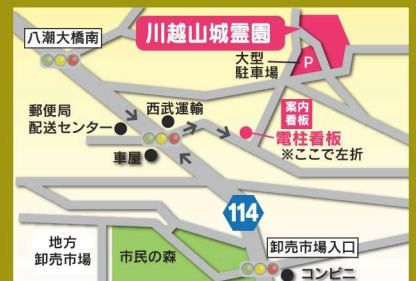 八潮大橋南
川越山城霊園
大型
駐車場
P
郵便局
配送センター
西武運輸
案内
看板
電柱看板
※ここで左折
車屋
114
地方
卸売市場
市民の森
卸売市場入口
コンビニ